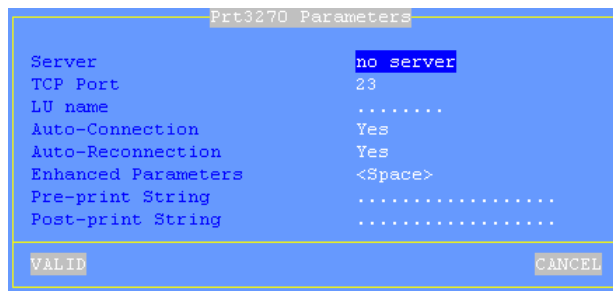 Prt3270 Parameters
Server no server
TCP Port 23
LU name ........
Auto-Connection Yes
Auto-Reconnection Yes
Enhanced Parameters <Space>
Pre-print String ..................
Post-print String ..................
VALID CANCEL